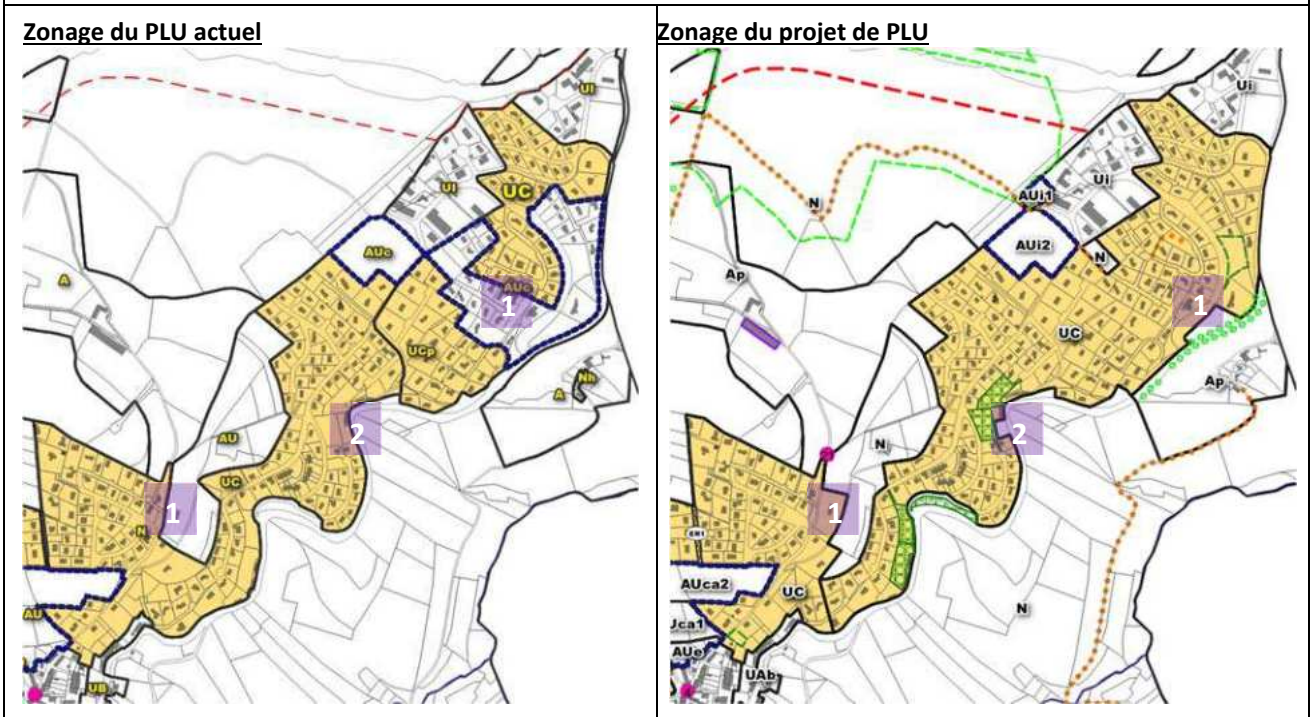 Zonage du PLU actuel
UI
UC
UI
AUc
AUc
1
A
UCp
Nh
A
AU
2
UC
1
N
AU
UB
Zonage du projet de PLU
Ui
AUi1
Ui
N
AUi2
N
Ap
1
UC
Ap
2
N
1
AUca2
UC
N
AUe
UAb